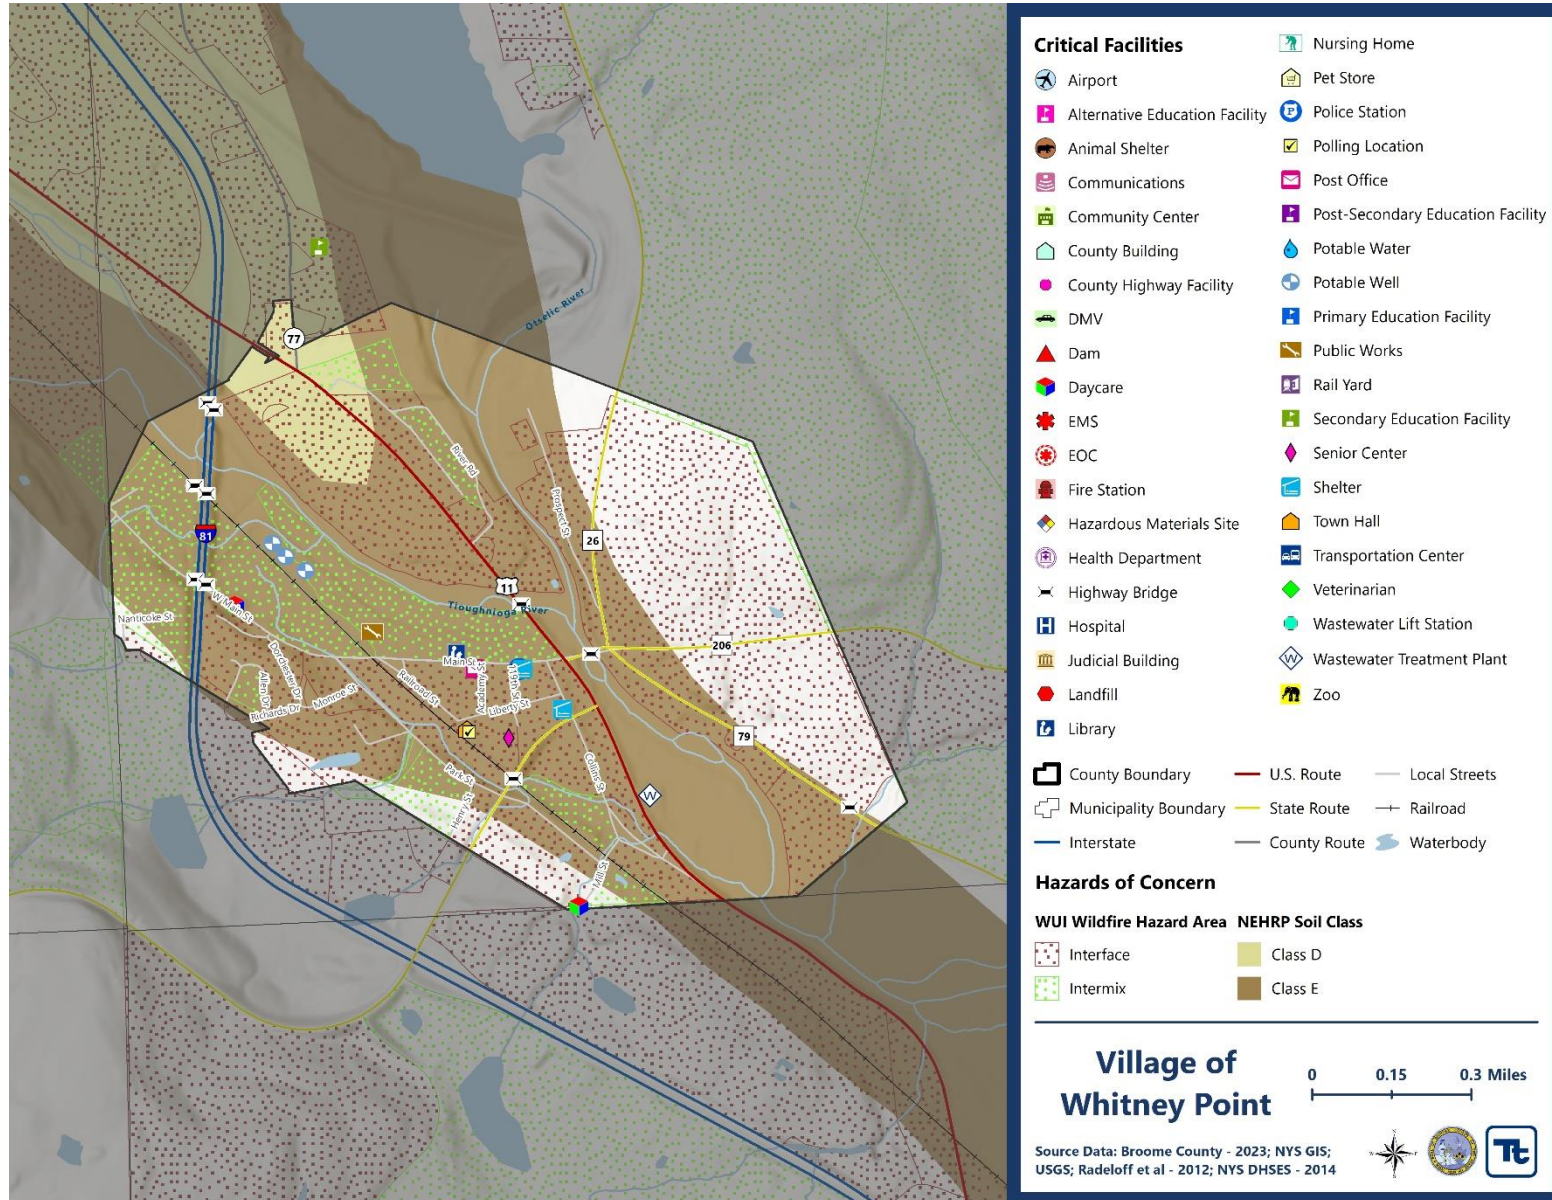 77
Otselic River
River Rd
Prospect St
26
81
11
Tioughnioga River
W Main St
Nanticoke St
206
Main St
Dorchester Dr
Allen Dr
Railroad St
Academy St
Monroe St
Liberty St
Richards Dr
79
Collins St
Park St
W
Henry St
Mill St
Critical Facilities
Airport
Alternative Education Facility
Animal Shelter
Communications
Community Center
County Building
County Highway Facility
DMV
Dam
Daycare
EMS
EOC
Fire Station
Hazardous Materials Site
Health Department
Highway Bridge
Hospital
Judicial Building
Landfill
Library
Nursing Home
Pet Store
Police Station
Polling Location
Post Office
Post-Secondary Education Facility
Potable Water
Potable Well
Primary Education Facility
Public Works
Rail Yard
Secondary Education Facility
Senior Center
Shelter
Town Hall
Transportation Center
Veterinarian
Wastewater Lift Station
Wastewater Treatment Plant
Zoo
County Boundary
U.S. Route
Local Streets
Municipality Boundary
State Route
Railroad
Interstate
County Route
Waterbody
Hazards of Concern
WUI Wildfire Hazard Area
NEHRP Soil Class
Interface
Class D
Intermix
Class E
Village of
Whitney Point
0 0.15 0.3 Miles
Source Data: Broome County - 2023; NYS GIS;
USGS; Radeloff et al - 2012; NYS DHSES - 2014
Tt